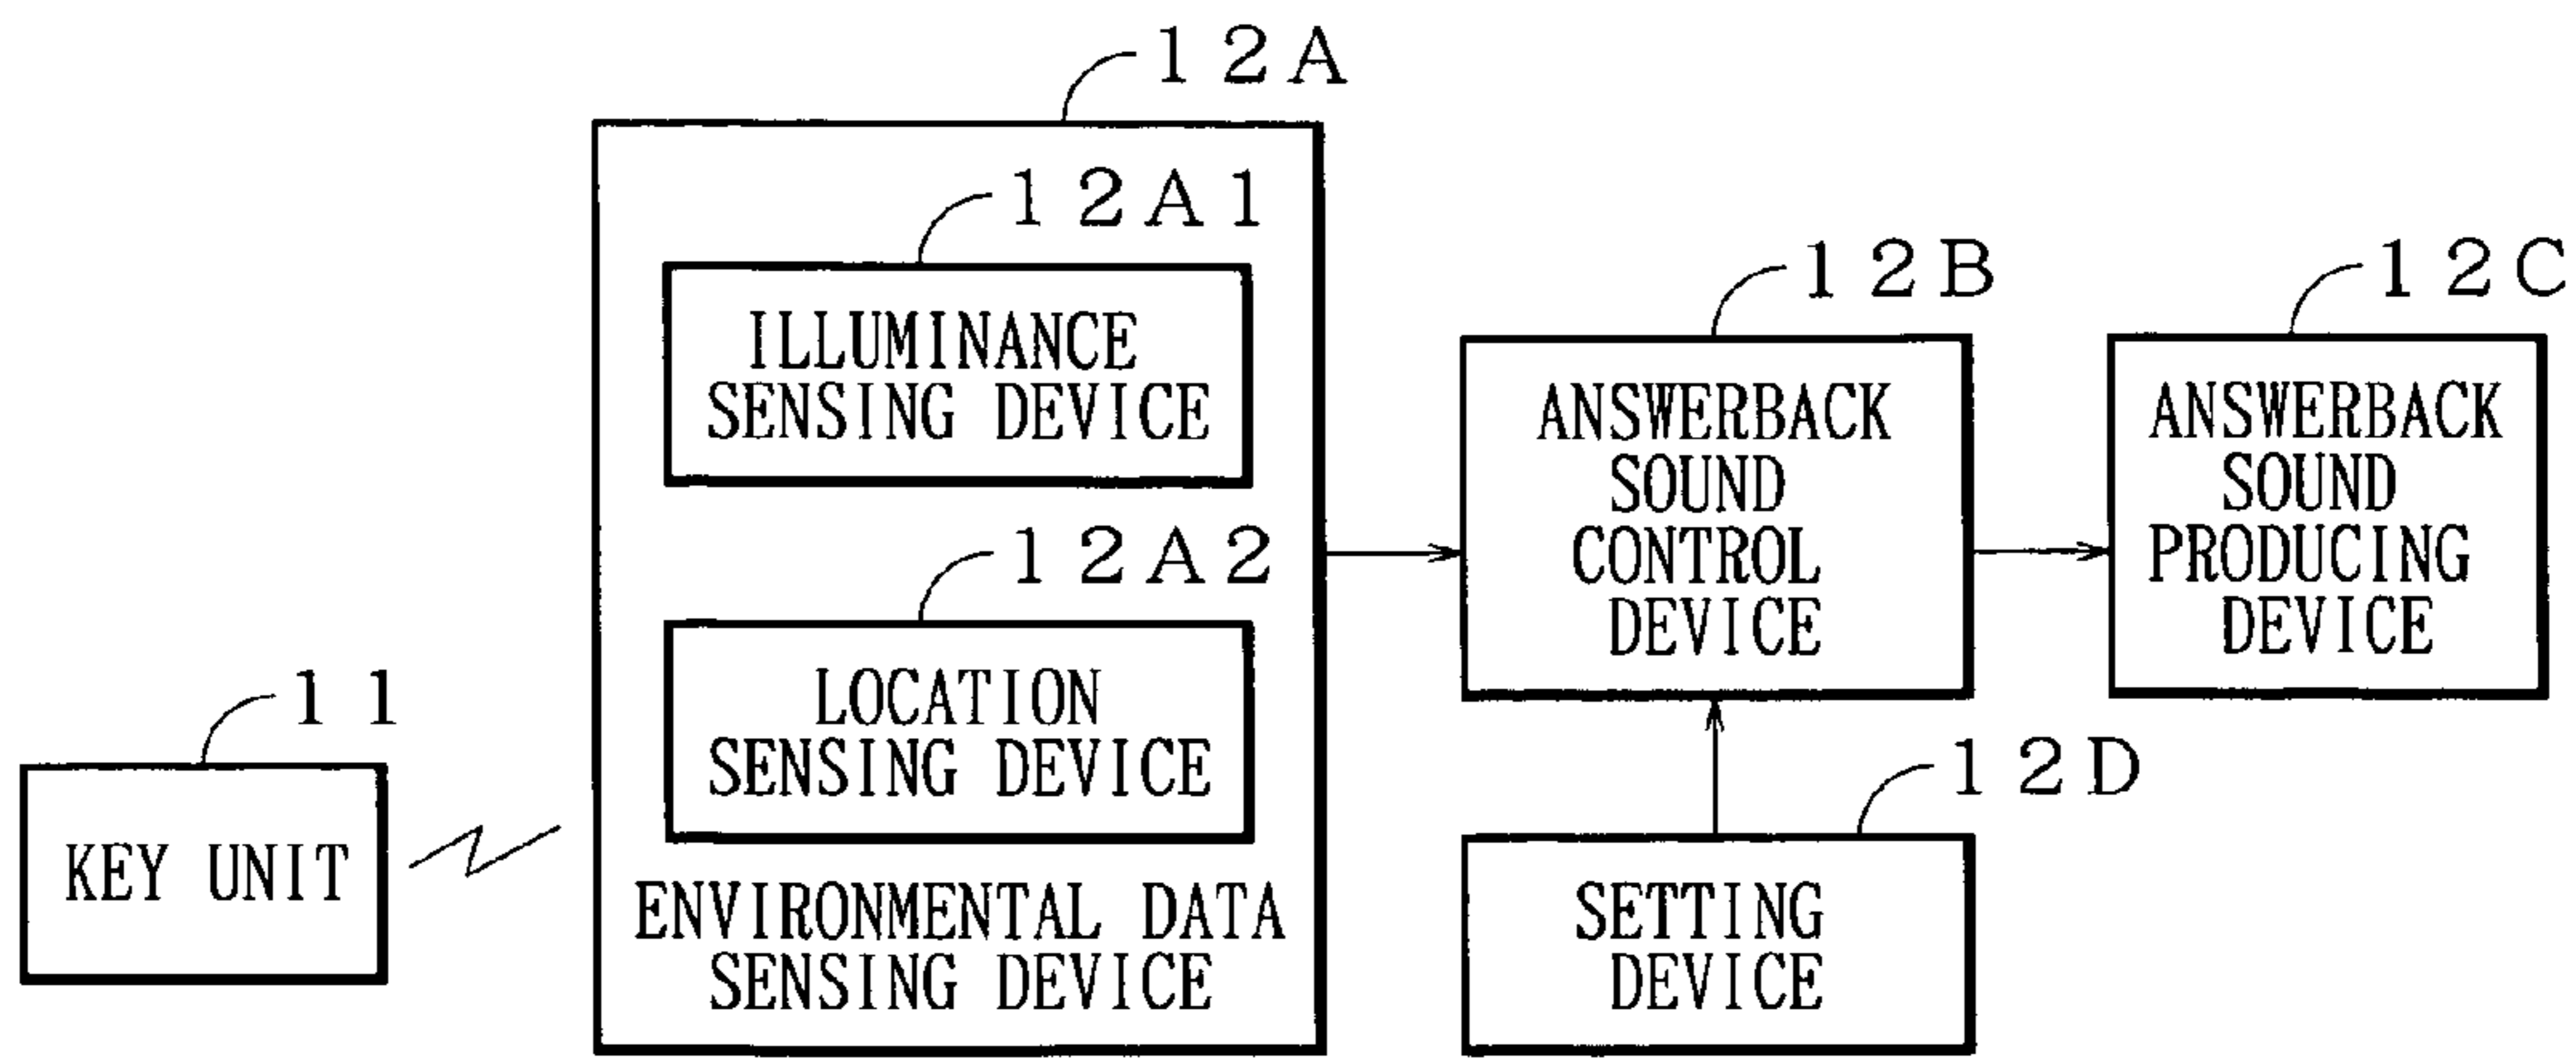 12A
12A1
ILLUMINANCE
SENSING DEVICE
12A2
LOCATION
SENSING DEVICE
ENVIRONMENTAL DATA
SENSING DEVICE
11
KEY UNIT
12B
ANSWERBACK
SOUND
CONTROL
DEVICE
12C
ANSWERBACK
SOUND
PRODUCING
DEVICE
12D
SETTING
DEVICE